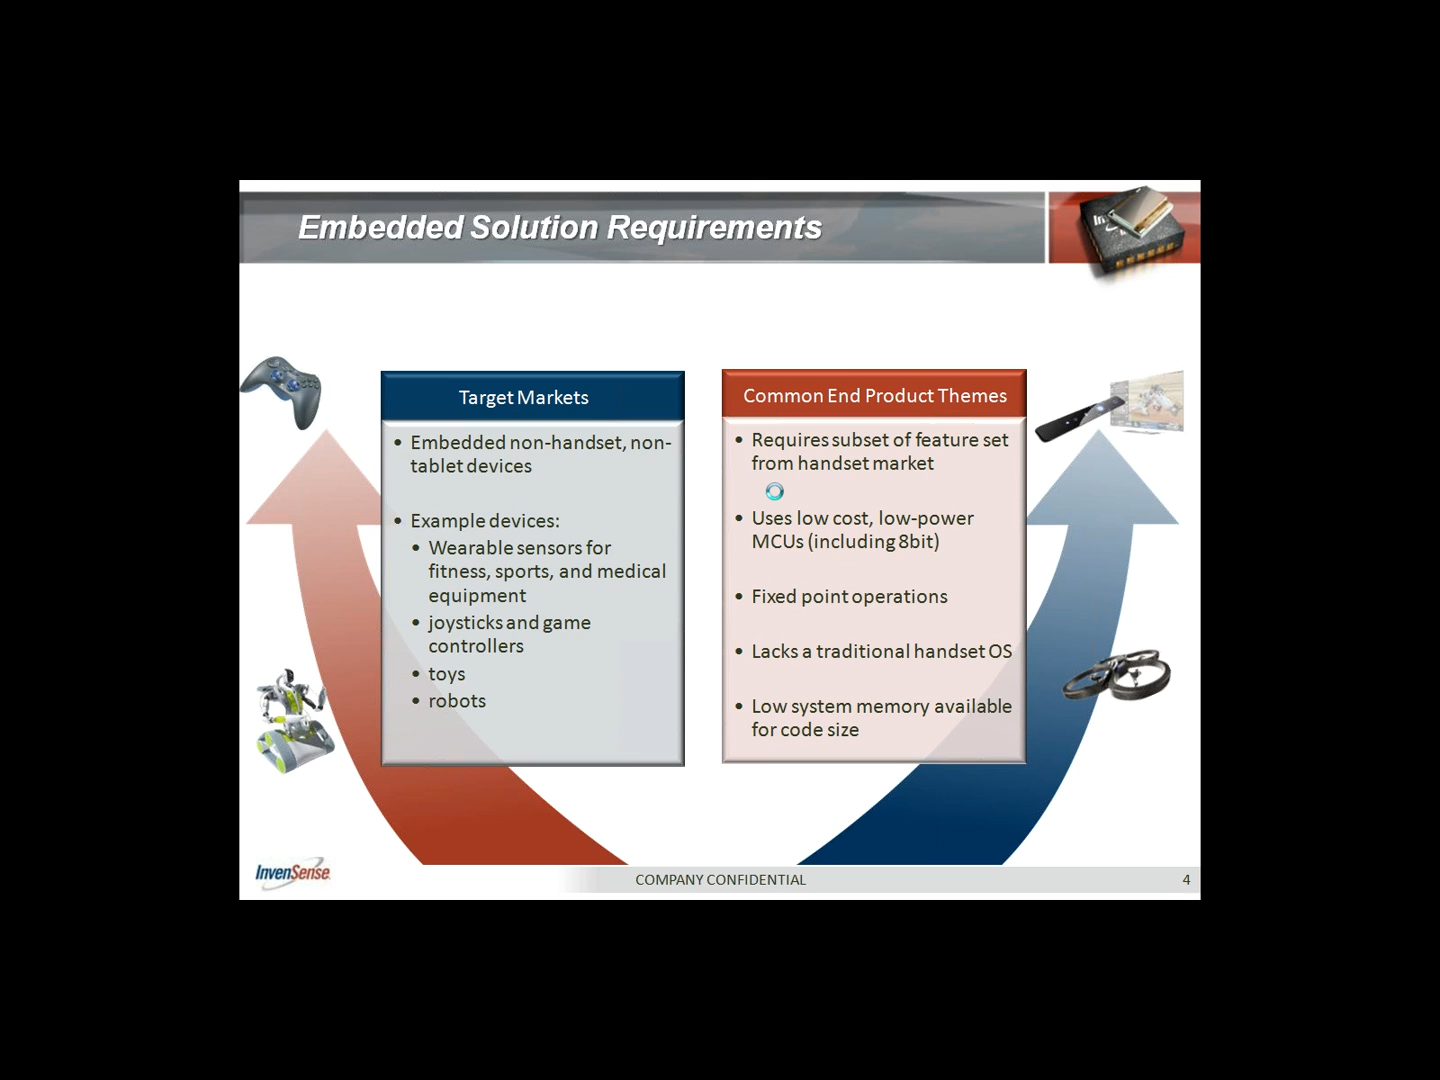 Embedded Solution Requirements
Target Markets
• Embedded non-handset, non-
tablet devices
• Example devices:
• Wearable sensors for
fitness, sports, and medical
equipment
• joysticks and game
controllers
• toys
• robots
Common End Product Themes
• Requires subset of feature set
from handset market
• Uses low cost, low-power
MCUs (including 8bit)
• Fixed point operations
• Lacks a traditional handset OS
• Low system memory available
for code size
InvenSense
COMPANY CONFIDENTIAL
4